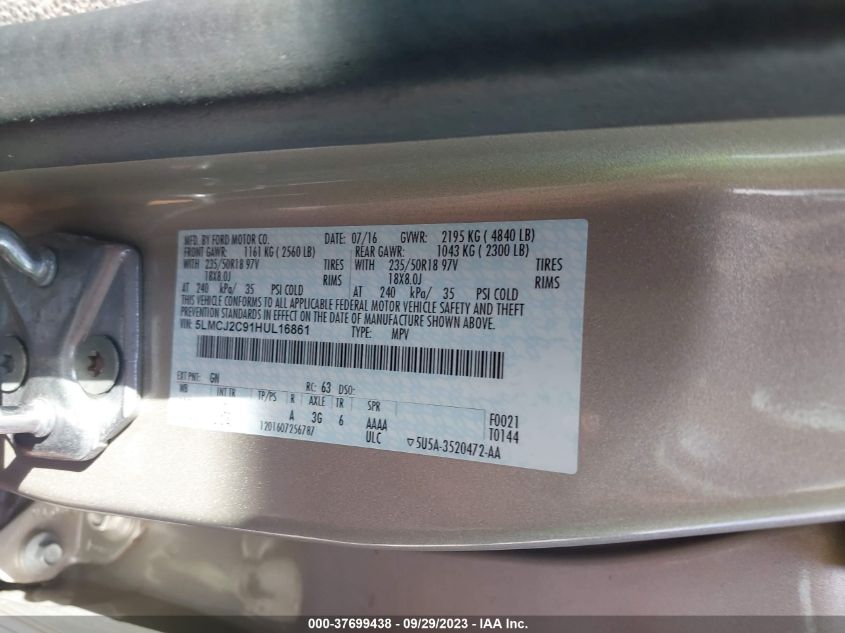 MFD. BY FORD MOTOR CO. DATE: 07/16 GVWR: 2195 KG ( 4840 LB)
FRONT GAWR: 1161 KG ( 2560 LB) REAR GAWR: 1043 KG ( 2300 LB)
WITH 235/50R18 97V TIRES WITH 235/50R18 97V TIRES
18X8.0J RIMS 18X8.0J RIMS
AT 240 kPa/ 35 PSI COLD AT 240 kPa/ 35 PSI COLD
THIS VEHICLE CONFORMS TO ALL APPLICABLE FEDERAL MOTOR VEHICLE SAFETY AND THEFT
PREVENTION STANDARDS IN EFFECT ON THE DATE OF MANUFACTURE SHOWN ABOVE.
VIN: 5LMCJ2C91HUL16861 TYPE: MPV
EXT PNT: GN RC: 63 DSO:
WB INT TR TP/PS R AXLE TR SPR
A 3G 6 AAAA F0021
1201607256787 ULC T0144
▽5U5A-3520472-AA
000-37699438 - 09/29/2023 - IAA Inc.